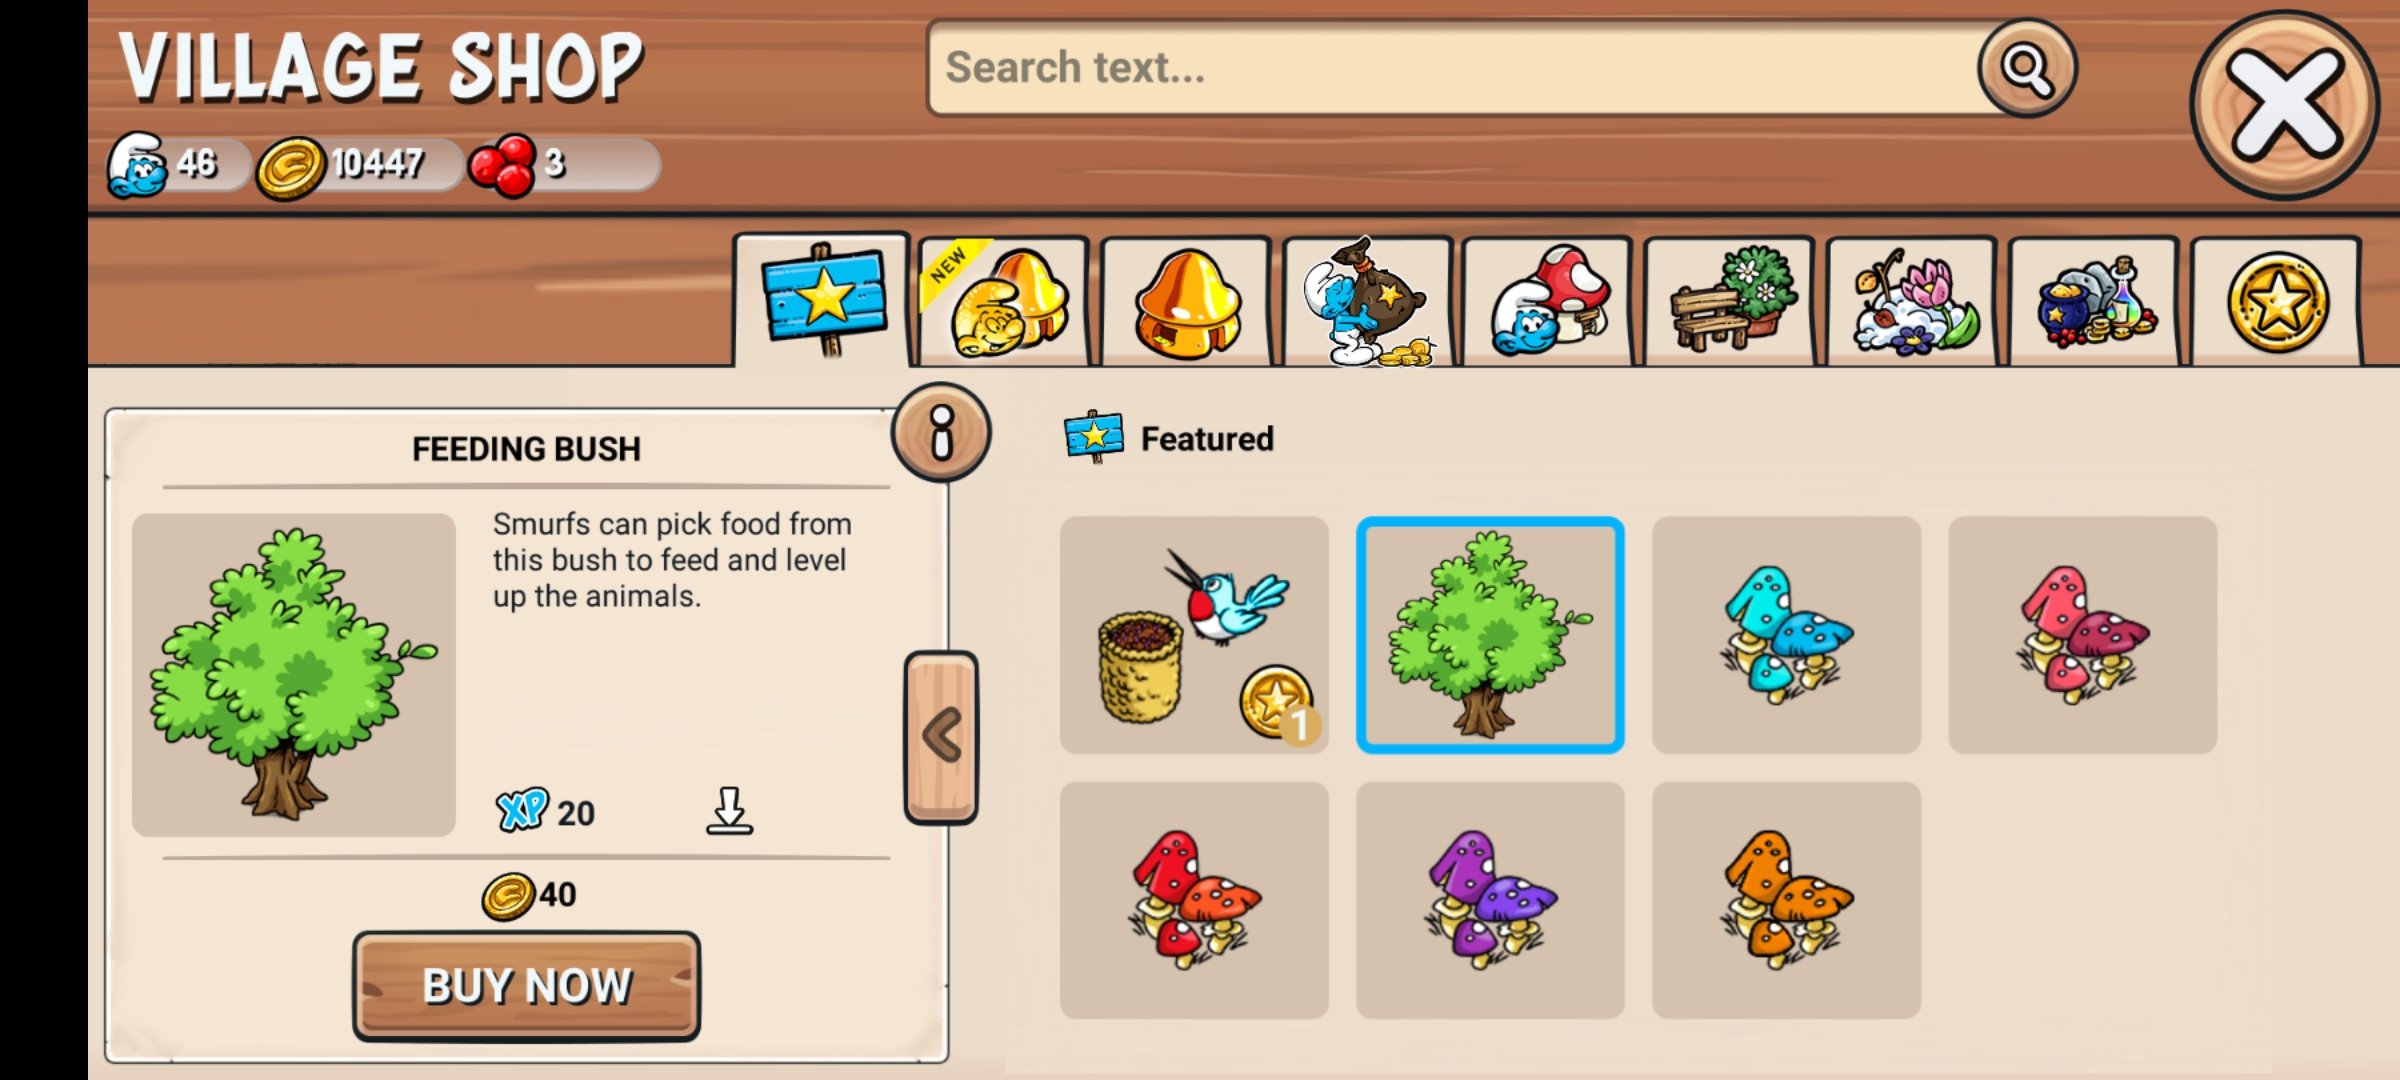 VILLAGE SHOP
Search text...
46
10447
3
NEW
FEEDING BUSH
Smurfs can pick food from
this bush to feed and level
up the animals.
XP 20
40
BUY NOW
Featured
1